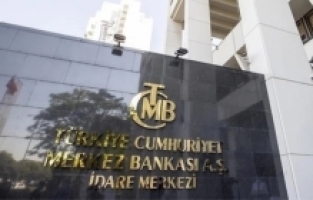 TCMB
TÜRKİYE CUMHURİYET
MERKEZ BANKASI A.Ş.
İDARE MERKEZİ